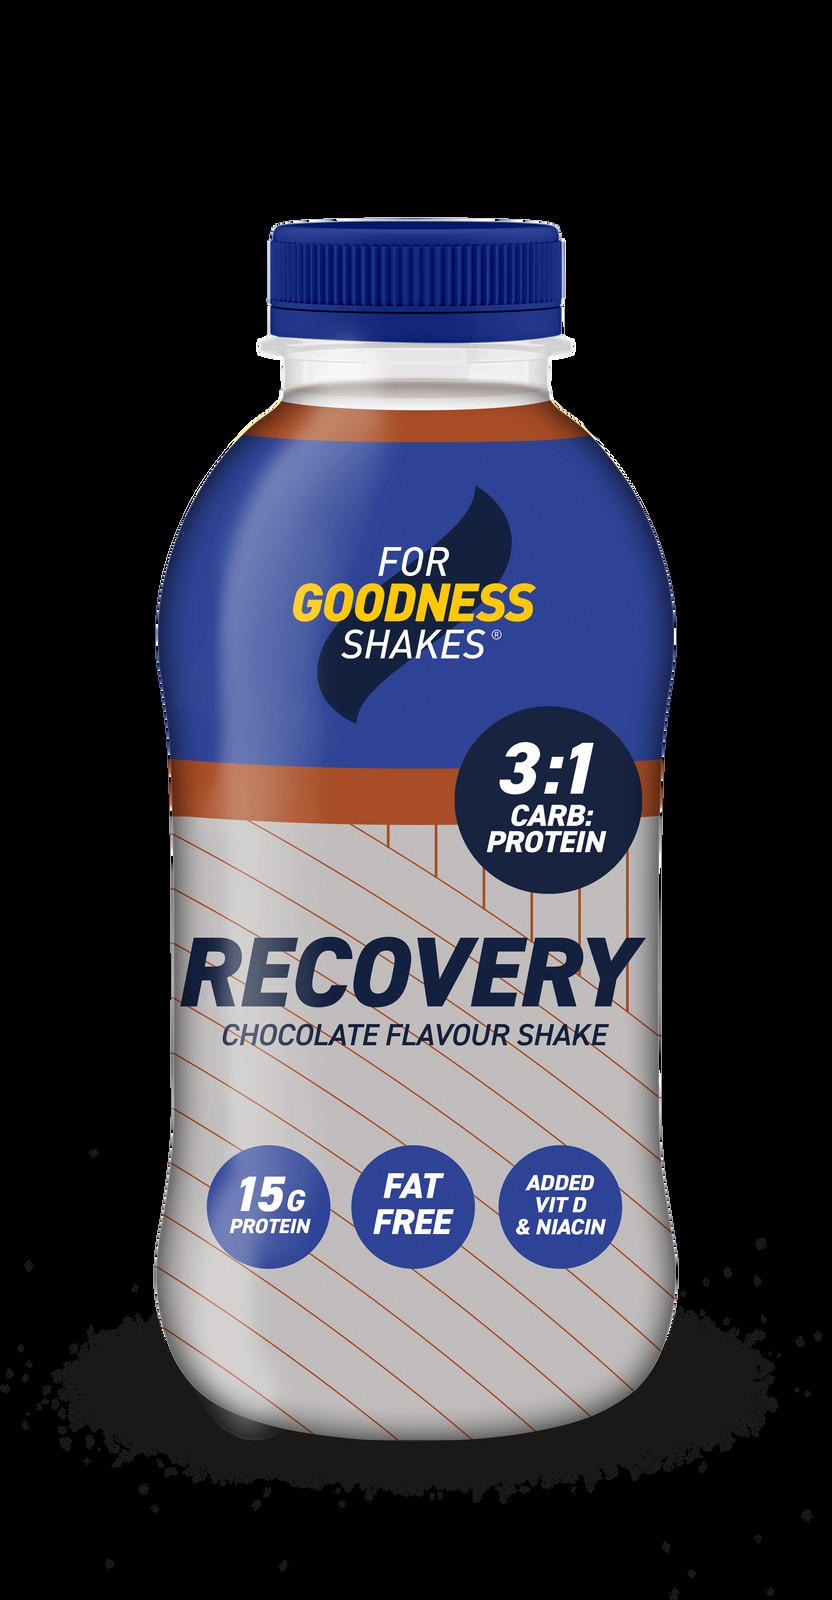 FOR
GOODNESS
SHAKES®
3:1
CARB:
PROTEIN
RECOVERY
CHOCOLATE FLAVOUR SHAKE
15G
PROTEIN
FAT
FREE
ADDED
VIT D
& NIACIN